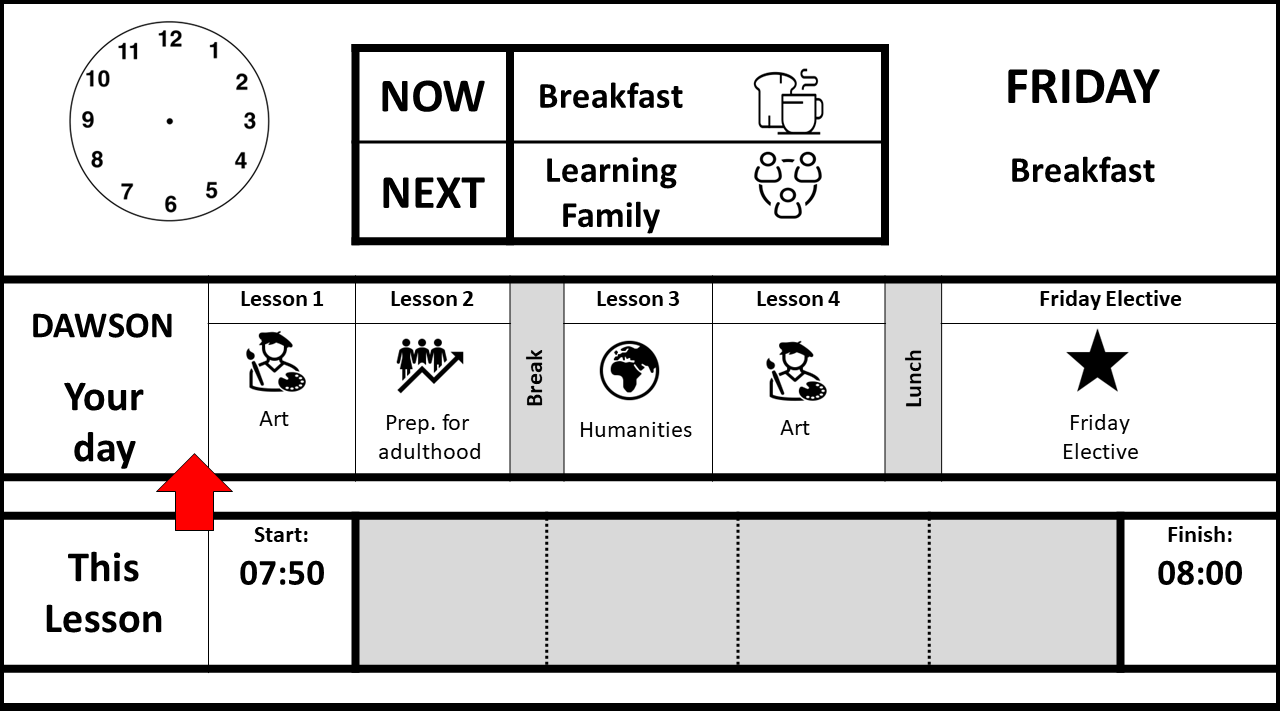 12
11
1
10
2
9
3
8
4
7
5
6
NOW
Breakfast
NEXT
Learning
Family
FRIDAY
Breakfast
DAWSON
Your
day
Lesson 1
Art
Lesson 2
Prep. for
adulthood
Break
Lesson 3
Humanities
Lesson 4
Art
Lunch
Friday Elective
Friday
Elective
This
Lesson
Start:
07:50
Finish:
08:00